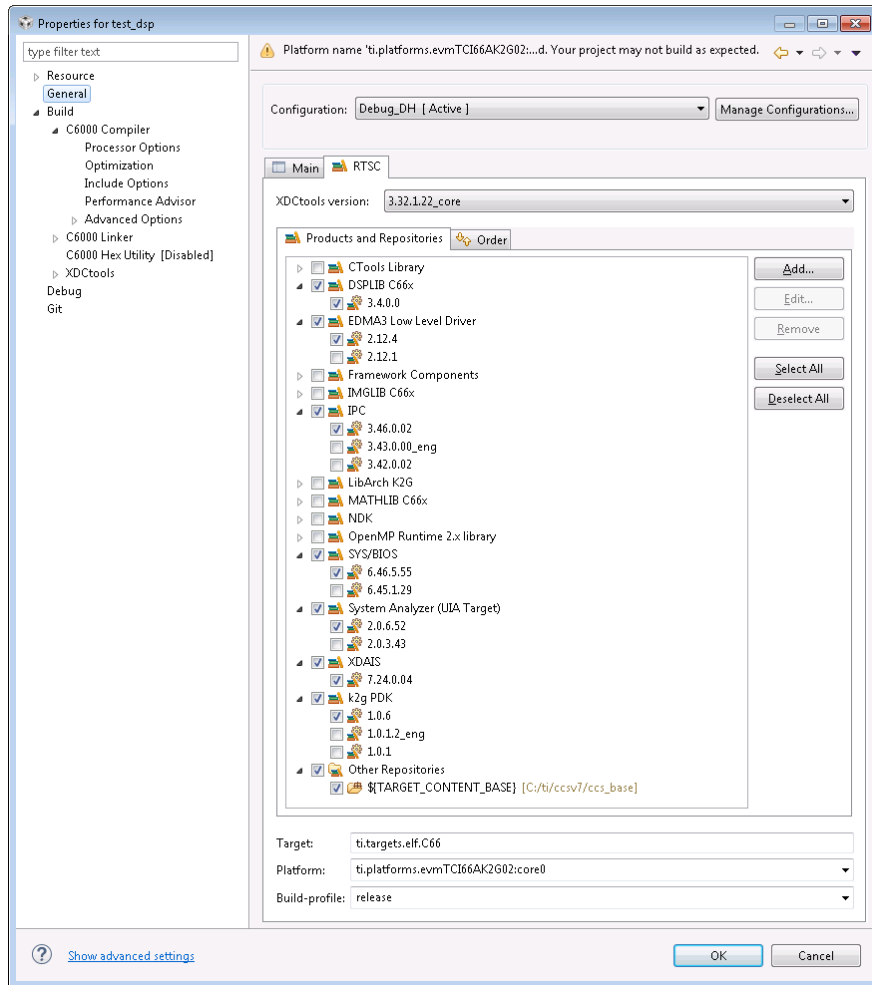 Properties for test_dsp
type filter text
Platform name 'ti.platforms.evmTCI66AK2G02:...d. Your project may not build as expected.
Resource
General
Build
C6000 Compiler
Processor Options
Optimization
Include Options
Performance Advisor
Advanced Options
C6000 Linker
C6000 Hex Utility [Disabled]
XDCtools
Debug
Git
Configuration: Debug_DH [ Active ] Manage Configurations...
Main RTSC
XDCtools version: 3.32.1.22_core
Products and Repositories Order
CTools Library
DSPLIB C66x
3.4.0.0
EDMA3 Low Level Driver
2.12.4
2.12.1
Framework Components
IMGLIB C66x
IPC
3.46.0.02
3.43.0.00_eng
3.42.0.02
LibArch K2G
MATHLIB C66x
NDK
OpenMP Runtime 2.x library
SYS/BIOS
6.46.5.55
6.45.1.29
System Analyzer (UIA Target)
2.0.6.52
2.0.3.43
XDAIS
7.24.0.04
k2g PDK
1.0.6
1.0.1.2_eng
1.0.1
Other Repositories
${TARGET_CONTENT_BASE} [C:/ti/ccsv7/ccs_base]
Add...
Edit...
Remove
Select All
Deselect All
Target: ti.targets.elf.C66
Platform: ti.platforms.evmTCI66AK2G02:core0
Build-profile: release
? Show advanced settings
OK Cancel